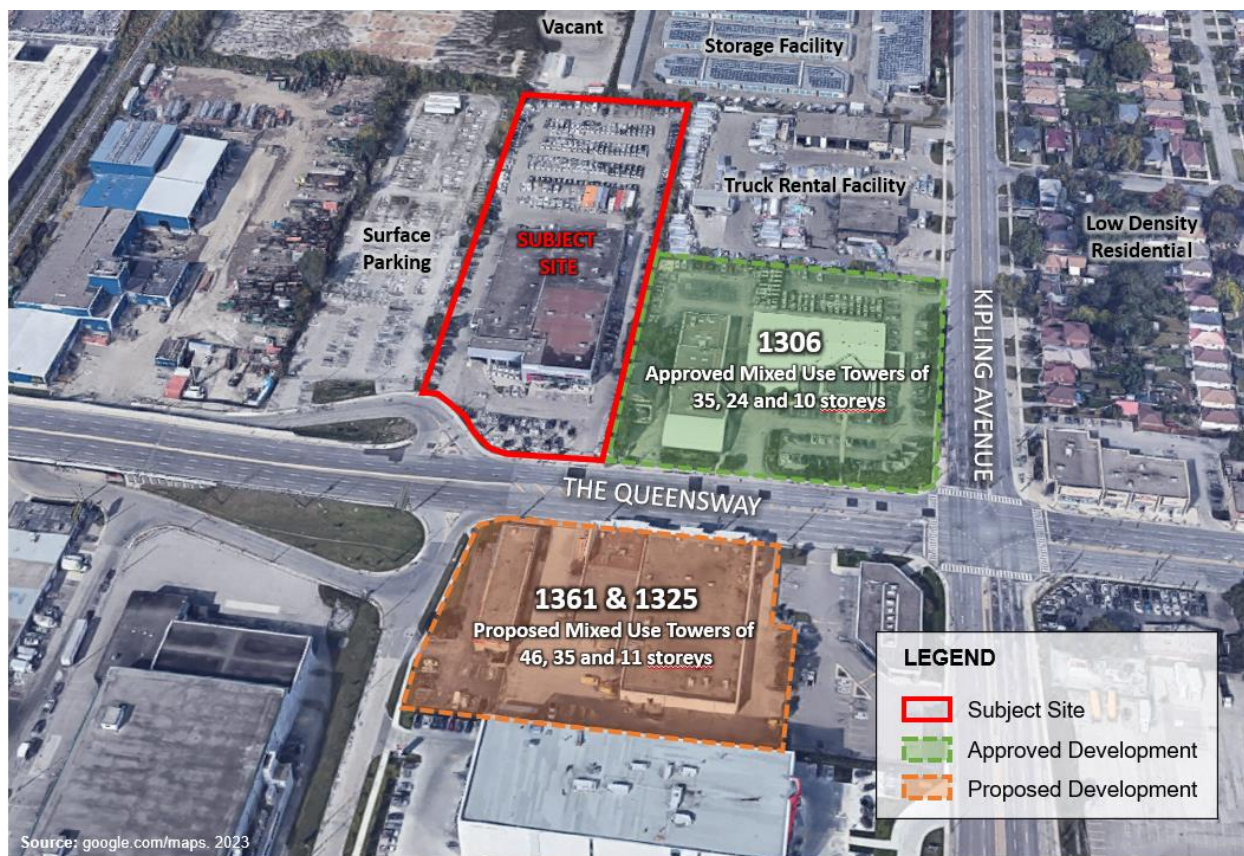 Vacant
Storage Facility
Truck Rental Facility
Low Density
Residential
Surface
Parking
SUBJECT
SITE
1306
Approved Mixed Use Towers of
35, 24 and 10 storeys
KIPLING AVENUE
THE QUEENSWAY
1361 & 1325
Proposed Mixed Use Towers of
46, 35 and 11 storeys
LEGEND
Subject Site
Approved Development
Proposed Development
Source: google.com/maps. 2023